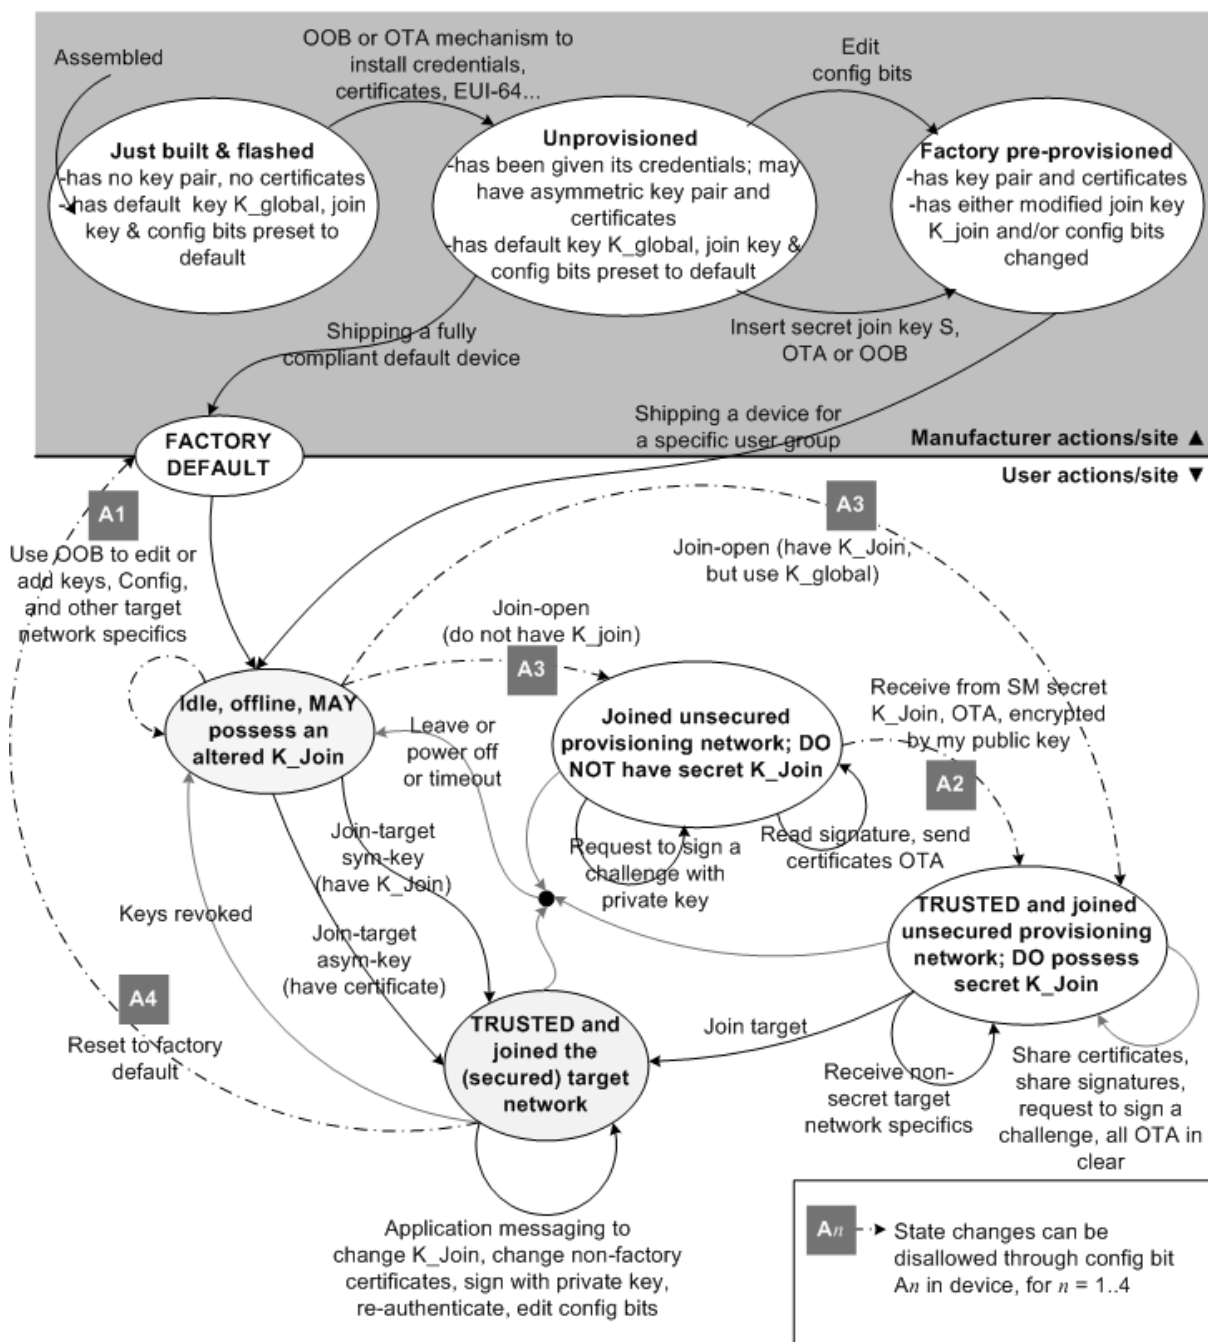 Assembled
OOB or OTA mechanism to
install credentials,
certificates, EUI-64...
Edit
config bits
Just built & flashed
-has no key pair, no certificates
-has default key K_global, join
key & config bits preset to
default
Unprovisioned
-has been given its credentials; may
have asymmetric key pair and
certificates
-has default key K_global, join key &
config bits preset to default
Factory pre-provisioned
-has key pair and certificates
-has either modified join key
K_join and/or config bits
changed
Shipping a fully
compliant default device
Insert secret join key S,
OTA or OOB
Shipping a device for
a specific user group
Manufacturer actions/site ▲
User actions/site ▼
FACTORY
DEFAULT
A1
Use OOB to edit or
add keys, Config,
and other target
network specifics
A3
Join-open (have K_Join,
but use K_global)
Join-open
(do not have K_join)
A3
Idle, offline, MAY
possess an
altered K_Join
Leave or
power off
or timeout
Joined unsecured
provisioning network; DO
NOT have secret K_Join
Receive from SM secret
K_Join, OTA, encrypted
by my public key
A2
Request to sign a
challenge with
private key
Read signature, send
certificates OTA
Join-target
sym-key
(have K_Join)
Keys revoked
Join-target
asym-key
(have certificate)
TRUSTED and joined
unsecured provisioning
network; DO possess
secret K_Join
A4
Reset to factory
default
TRUSTED and
joined the
(secured) target
network
Join target
Receive non-
secret target
network specifics
Share certificates,
share signatures,
request to sign a
challenge, all OTA in
clear
Application messaging to
change K_Join, change non-factory
certificates, sign with private key,
re-authenticate, edit config bits
An
State changes can be
disallowed through config bit
An in device, for n = 1..4